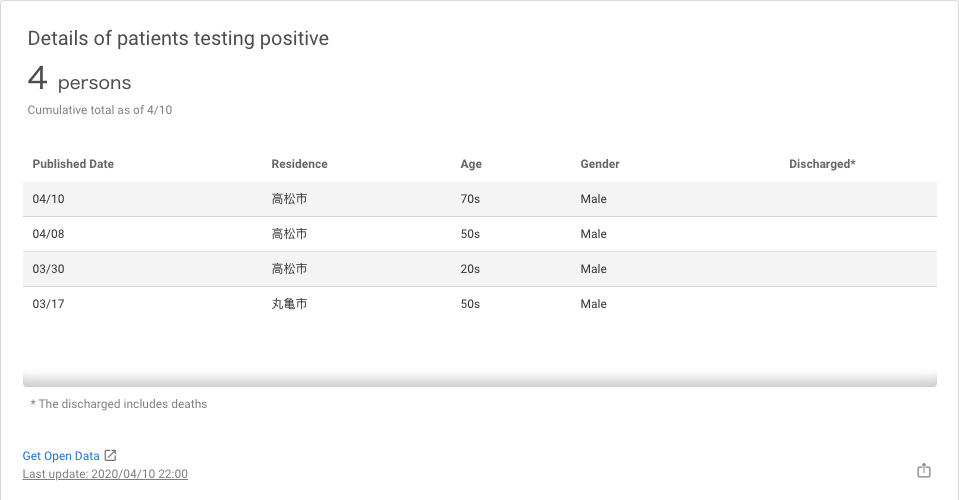 Details of patients testing positive
4 persons
Cumulative total as of 4/10
Published Date Residence Age Gender Discharged*
04/10 高松市 70s Male
04/08 高松市 50s Male
03/30 高松市 20s Male
03/17 丸亀市 50s Male
* The discharged includes deaths
Get Open Data
Last update: 2020/04/10 22:00